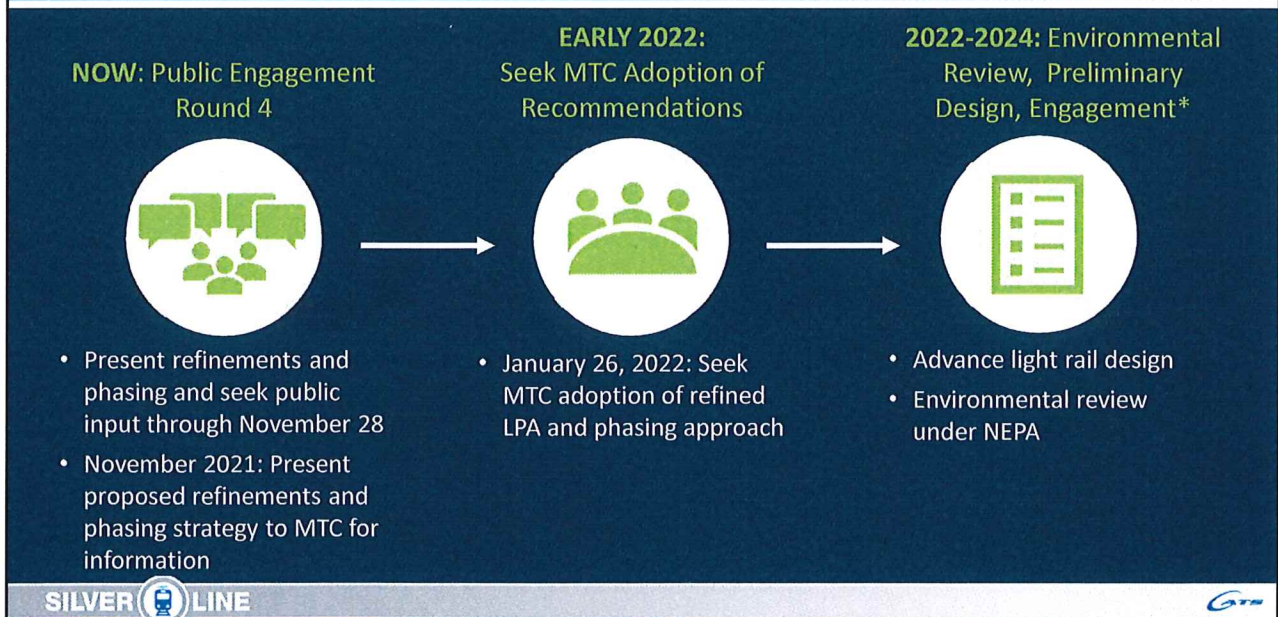 NOW: Public Engagement
Round 4
• Present refinements and
phasing and seek public
input through November 28
• November 2021: Present
proposed refinements and
phasing strategy to MTC for
information
EARLY 2022:
Seek MTC Adoption of
Recommendations
• January 26, 2022: Seek
MTC adoption of refined
LPA and phasing approach
2022-2024: Environmental
Review, Preliminary
Design, Engagement*
• Advance light rail design
• Environmental review
under NEPA
SILVER LINE
CATS